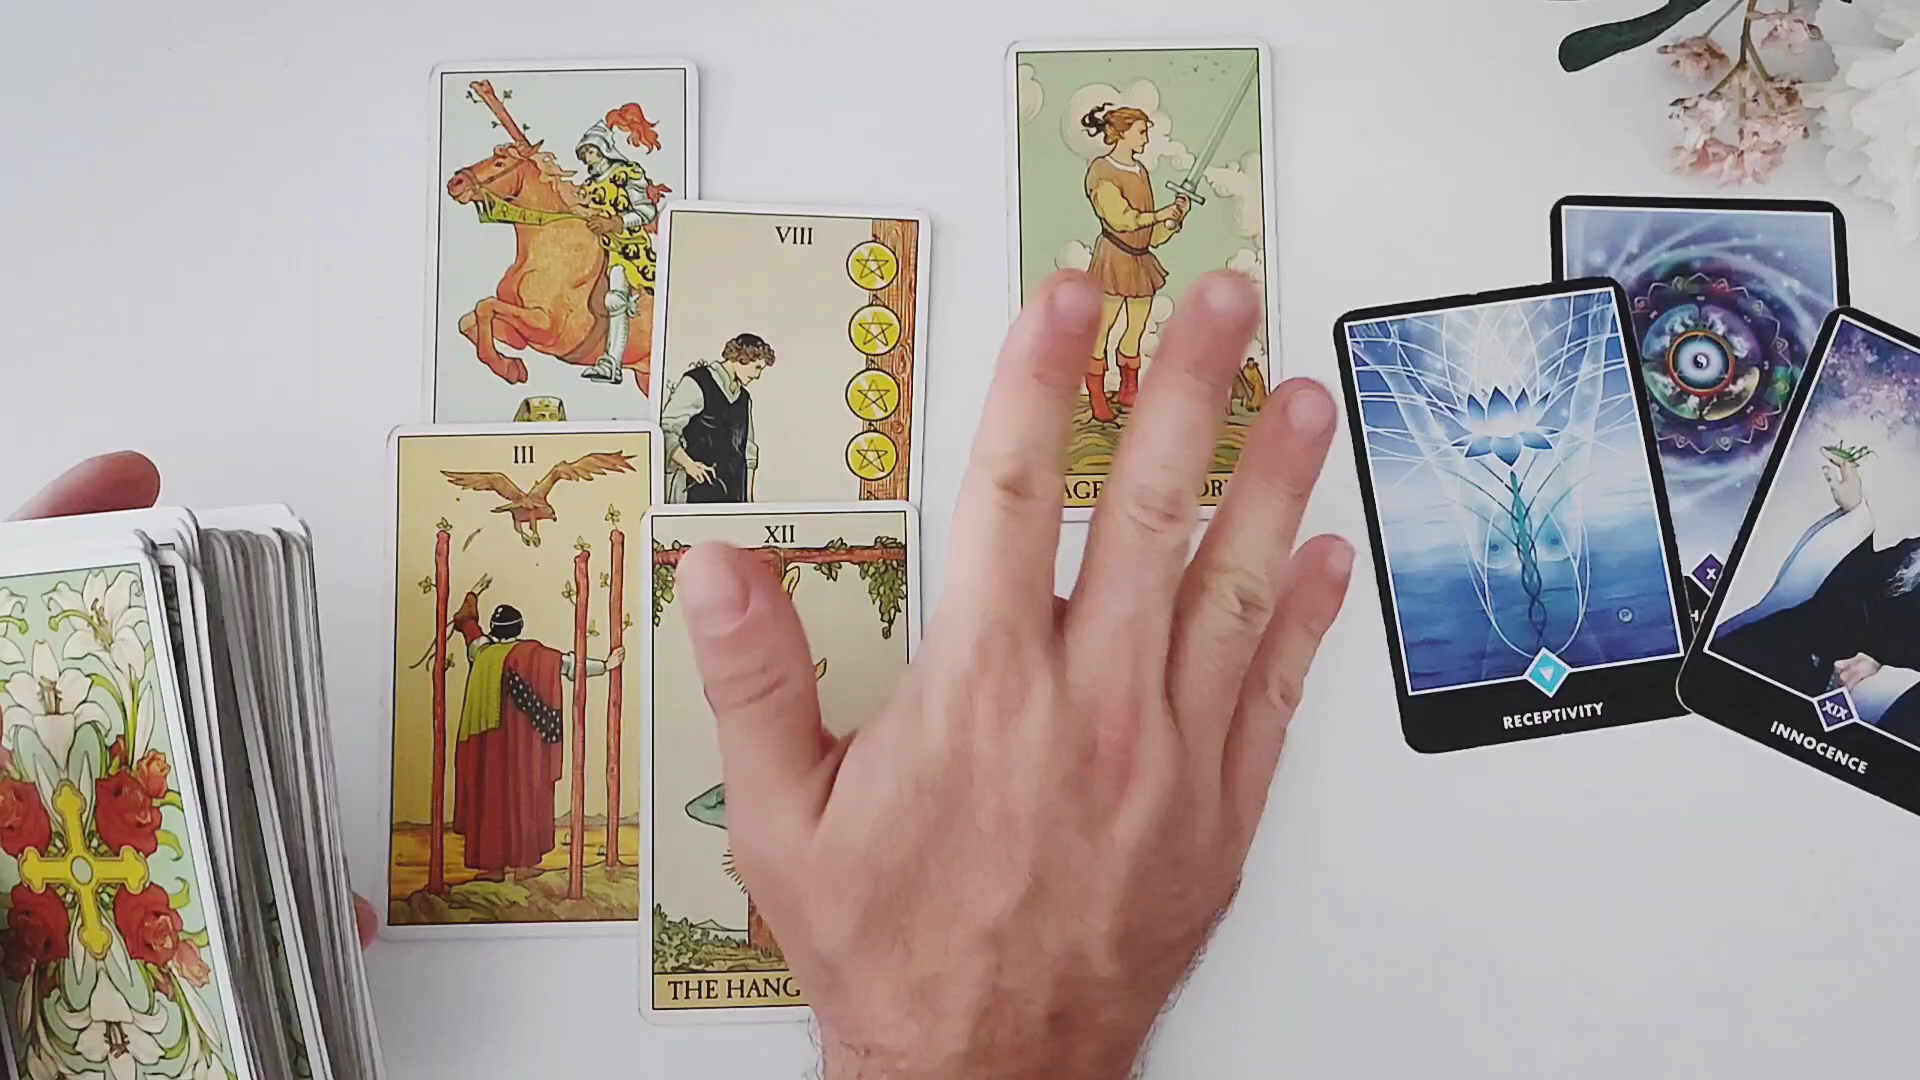 VIII
III
XII
THE HANG
RECEPTIVITY
X
H
XIX
INNOCENCE